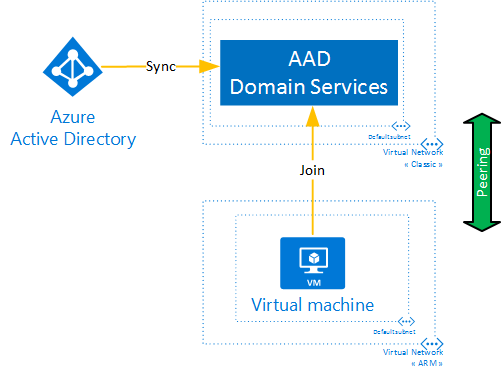 AAD
Domain Services
Sync
Azure
Active Directory
Defaultsubnet
Virtual Network
« Classic »
Join
Peering
VM
Virtual machine
Defaultsubnet
Virtual Network
« ARM »